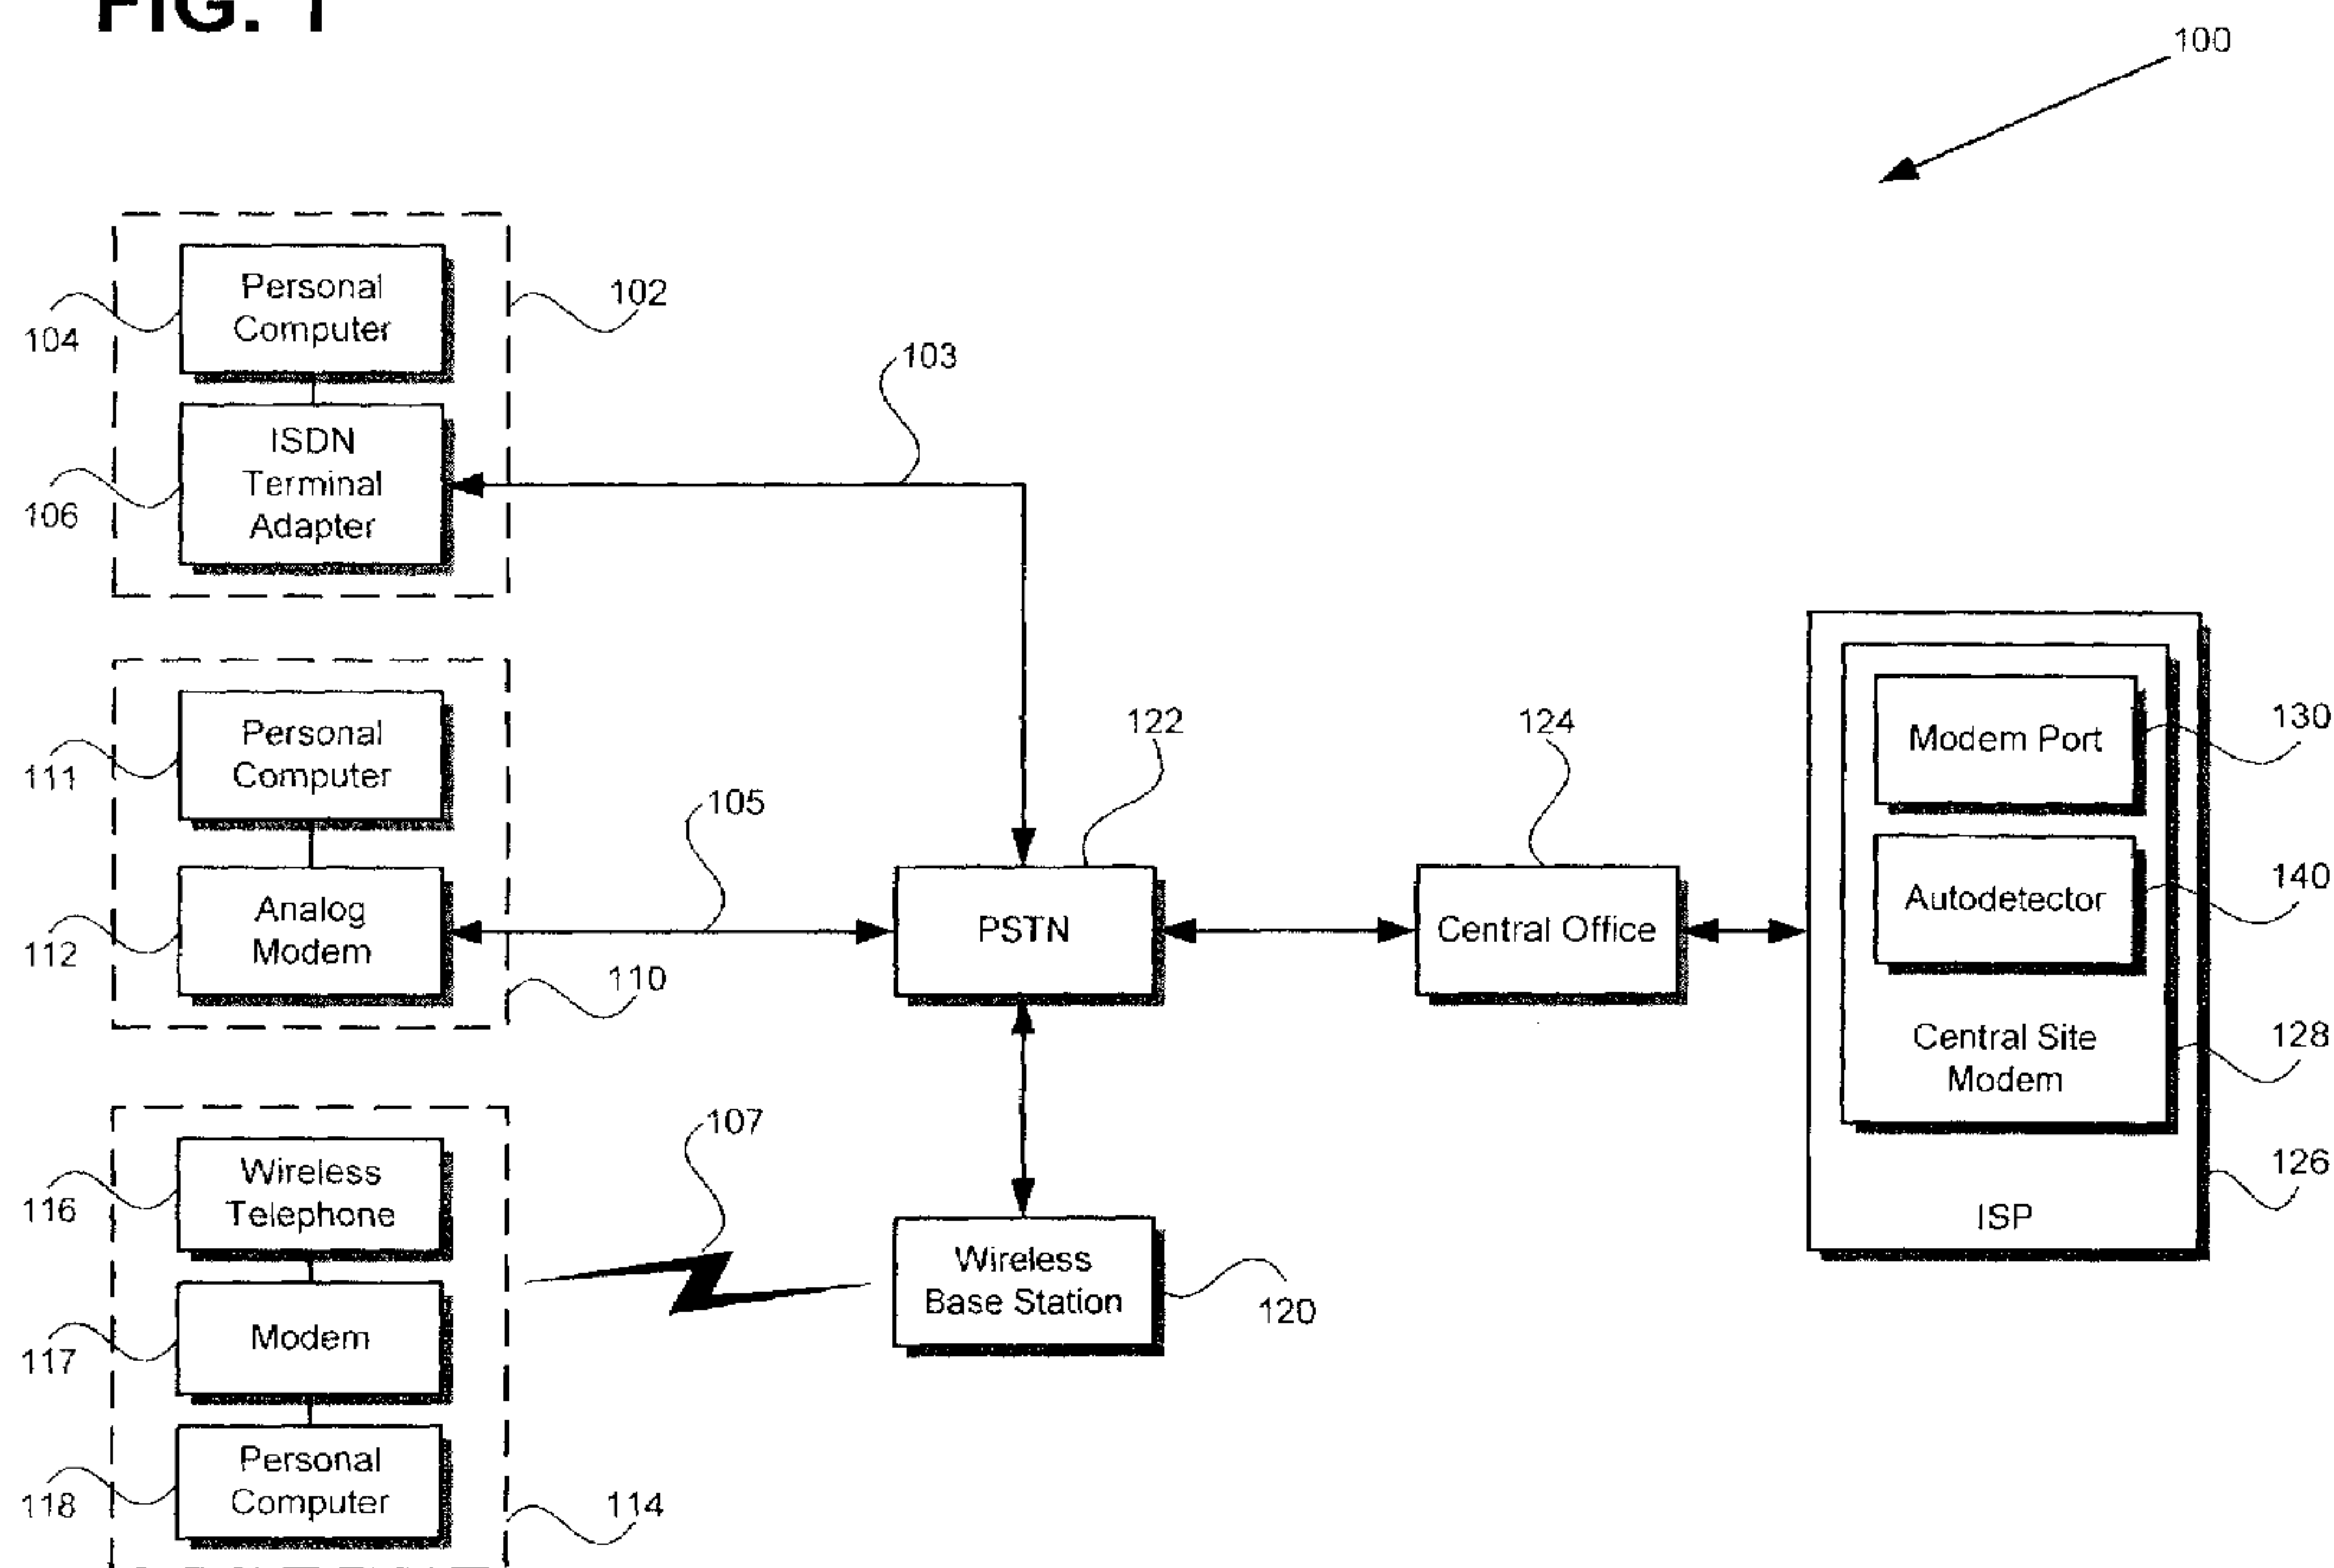 FIG. 1
100
Personal
Computer
104
102
ISDN
Terminal
Adapter
106
103
Personal
Computer
111
Analog
Modem
112
110
105
PSTN
122
Central Office
124
Modem Port
130
Autodetector
140
Central Site
Modem
128
ISP
126
Wireless
Telephone
116
Modem
117
Personal
Computer
118
114
107
Wireless
Base Station
120